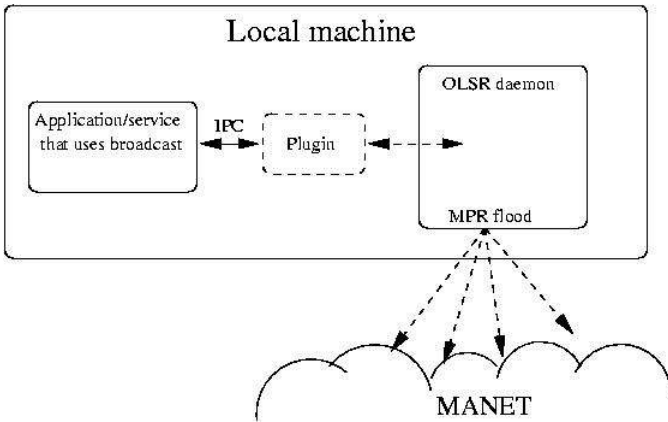 Local machine
OLSR daemon
Application/service
that uses broadcast
IPC
Plugin
MPR flood
MANET